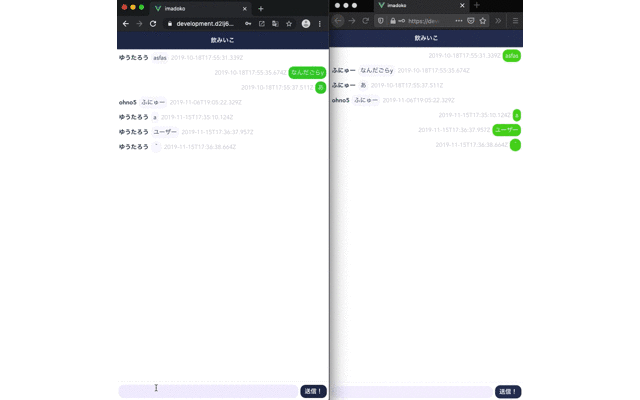 imadoko
development.d2lj6...
飲みいこ
ゆうたろう asfas 2019-10-18T17:55:31.339Z
2019-10-18T17:55:35.674Z なんだごらy
2019-10-18T17:55:37.511Z あ
ohno5 ふにゅー 2019-11-06T19:05:22.329Z
ゆうたろう a 2019-11-15T17:35:10.124Z
ゆうたろう ユーザー 2019-11-15T17:36:37.957Z
ゆうたろう 2019-11-15T17:36:38.664Z
送信！
imadoko
https://de
飲みいこ
2019-10-18T17:55:31.339Z asfas
ふにゅー なんだごらy 2019-10-18T17:55:35.674Z
ふにゅー あ 2019-10-18T17:55:37.511Z
ohno5 ふにゅー 2019-11-06T19:05:22.329Z
2019-11-15T17:35:10.124Z a
2019-11-15T17:36:37.957Z ユーザー
2019-11-15T17:36:38.664Z
送信！